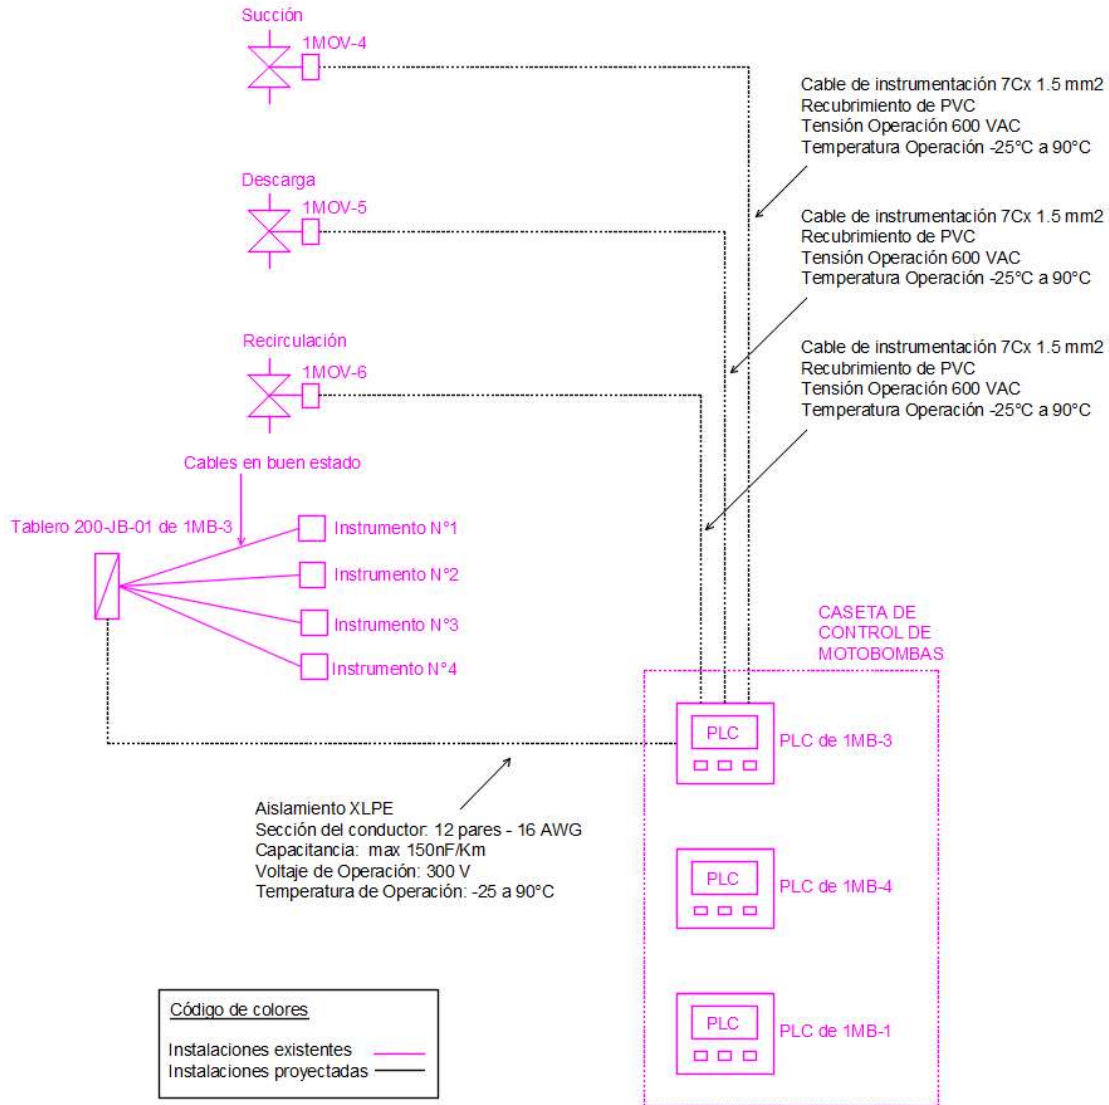 Succión
1MOV-4
Cable de instrumentación 7Cx 1.5 mm2
Recubrimiento de PVC
Tensión Operación 600 VAC
Temperatura Operación -25°C a 90°C
Descarga
1MOV-5
Cable de instrumentación 7Cx 1.5 mm2
Recubrimiento de PVC
Tensión Operación 600 VAC
Temperatura Operación -25°C a 90°C
Recirculación
1MOV-6
Cable de instrumentación 7Cx 1.5 mm2
Recubrimiento de PVC
Tensión Operación 600 VAC
Temperatura Operación -25°C a 90°C
Cables en buen estado
Tablero 200-JB-01 de 1MB-3
Instrumento N°1
Instrumento N°2
Instrumento N°3
Instrumento N°4
CASETA DE
CONTROL DE
MOTOBOMBAS
PLC
PLC de 1MB-3
Aislamiento XLPE
Sección del conductor: 12 pares - 16 AWG
Capacitancia: max 150nF/Km
Voltaje de Operación: 300 V
Temperatura de Operación: -25 a 90°C
PLC
PLC de 1MB-4
PLC
PLC de 1MB-1
Código de colores
Instalaciones existentes
Instalaciones proyectadas